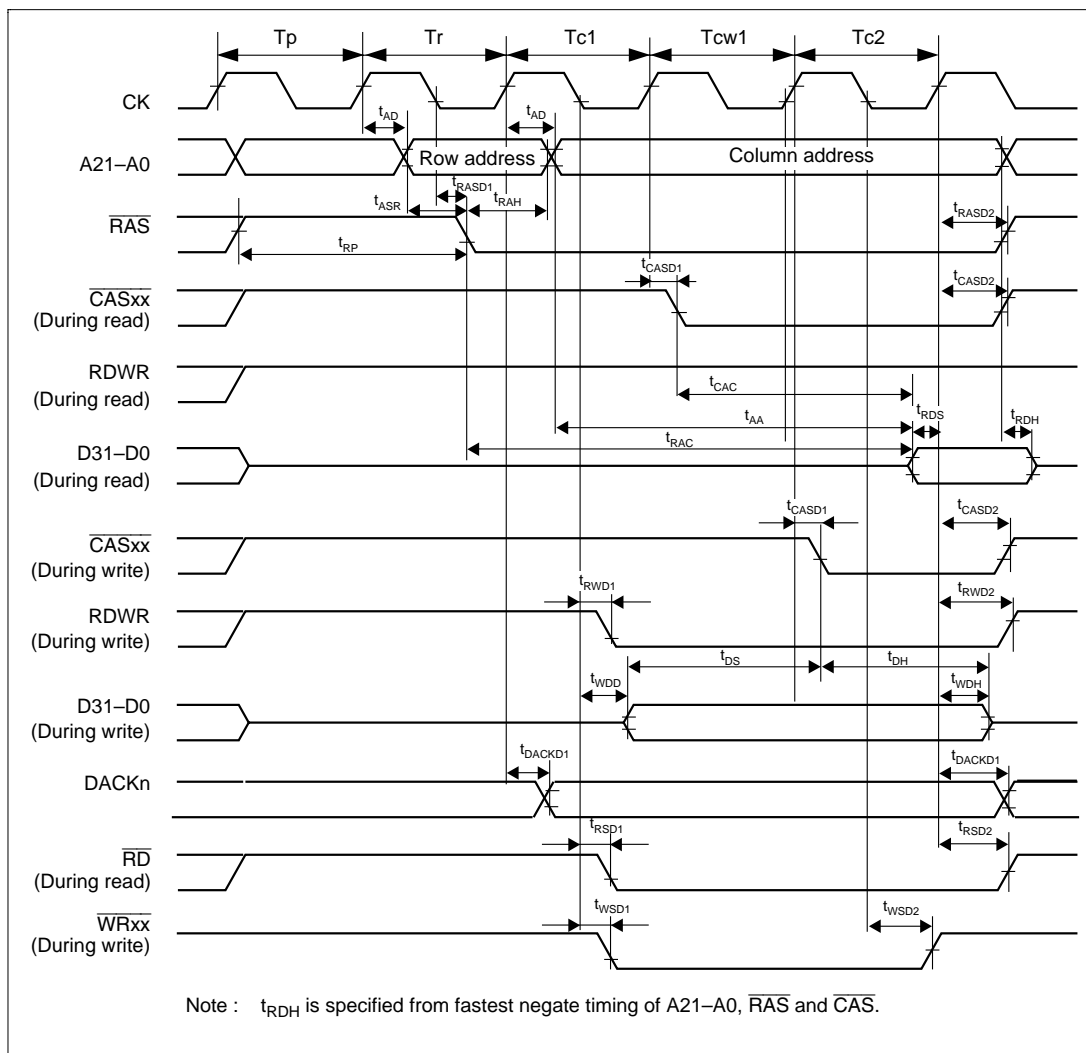 Tp Tr Tc1 Tcw1 Tc2
CK
tAD tAD
A21–A0 Row address Column address
tRASD1
tASR tRAH
RAS tRASD2
tRP
tCASD1 tCASD2
CASxx
(During read)
RDWR
(During read)
tCAC
tRDS
tAA tRDH
tRAC
D31–D0
(During read)
tCASD1 tCASD2
CASxx
(During write)
tRWD1 tRWD2
RDWR
(During write)
tDS tDH
tWDD tWDH
D31–D0
(During write)
tDACKD1 tDACKD1
DACKn
tRSD1 tRSD2
RD
(During read)
tWSD1 tWSD2
WRxx
(During write)
Note : tRDH is specified from fastest negate timing of A21–A0, RAS and CAS.